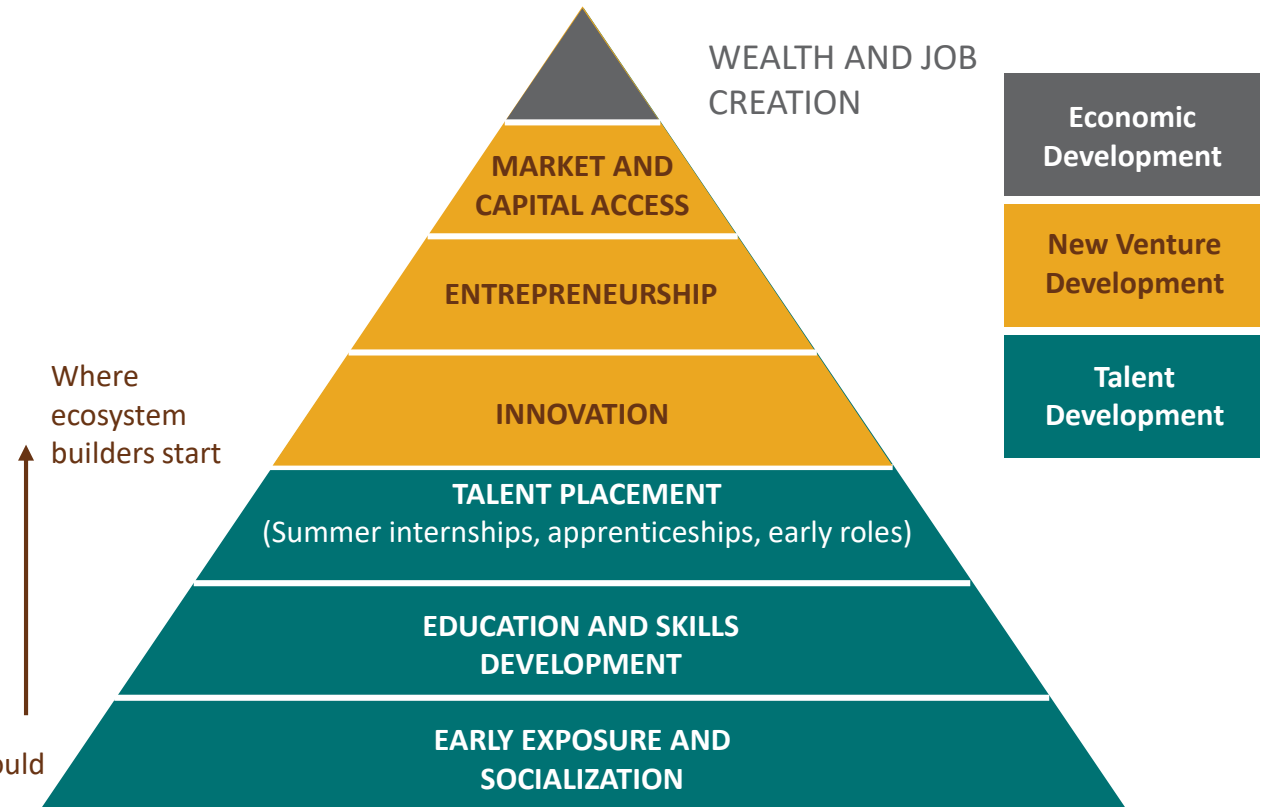 WEALTH AND JOB
CREATION
MARKET AND
CAPITAL ACCESS
ENTREPRENEURSHIP
INNOVATION
TALENT PLACEMENT
(Summer internships, apprenticeships, early roles)
EDUCATION AND SKILLS
DEVELOPMENT
EARLY EXPOSURE AND
SOCIALIZATION
Where
ecosystem
builders start
Economic
Development
New Venture
Development
Talent
Development